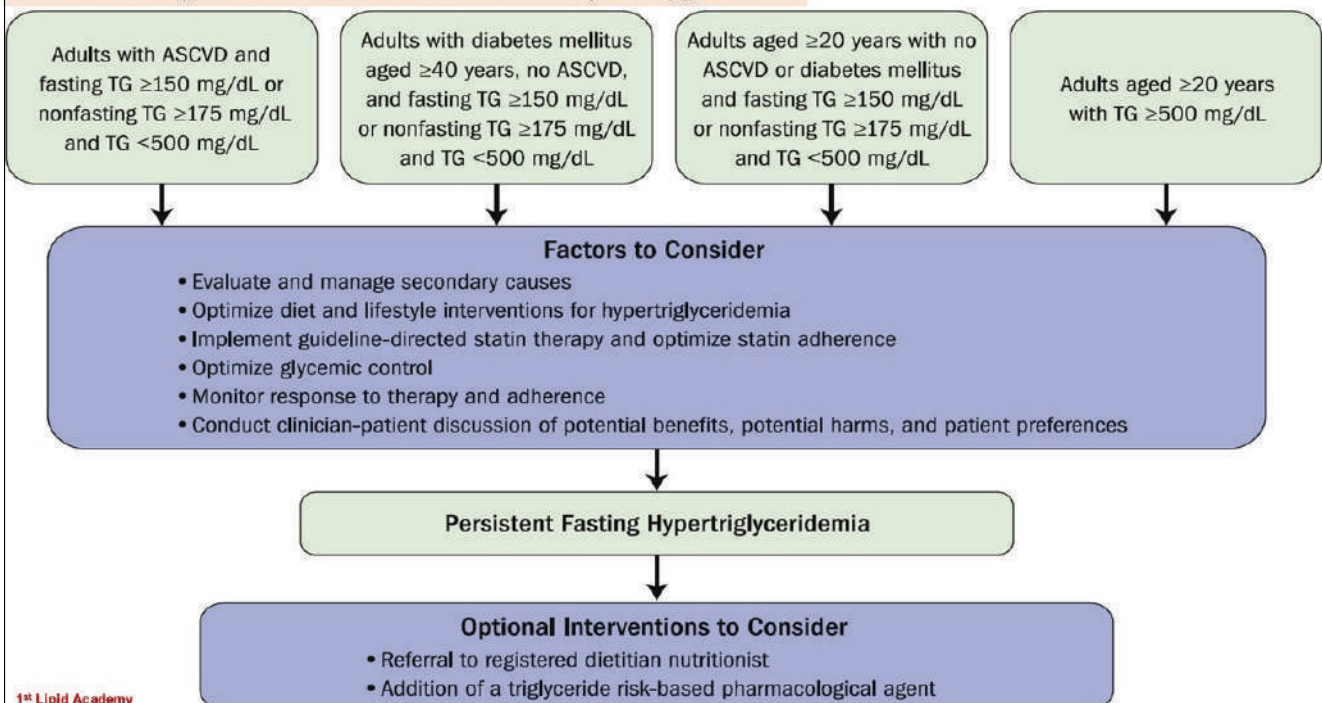 Adults with ASCVD and
fasting TG ≥150 mg/dL or
nonfasting TG ≥175 mg/dL
and TG <500 mg/dL
Adults with diabetes mellitus
aged ≥40 years, no ASCVD,
and fasting TG ≥150 mg/dL
or nonfasting TG ≥175 mg/dL
and TG <500 mg/dL
Adults aged ≥20 years with no
ASCVD or diabetes mellitus
and fasting TG ≥150 mg/dL
or nonfasting TG ≥175 mg/dL
and TG <500 mg/dL
Adults aged ≥20 years
with TG ≥500 mg/dL
Factors to Consider
• Evaluate and manage secondary causes
• Optimize diet and lifestyle interventions for hypertriglyceridemia
• Implement guideline-directed statin therapy and optimize statin adherence
• Optimize glycemic control
• Monitor response to therapy and adherence
• Conduct clinician-patient discussion of potential benefits, potential harms, and patient preferences
Persistent Fasting Hypertriglyceridemia
Optional Interventions to Consider
• Referral to registered dietitian nutritionist
• Addition of a triglyceride risk-based pharmacological agent
1st Lipid Academy